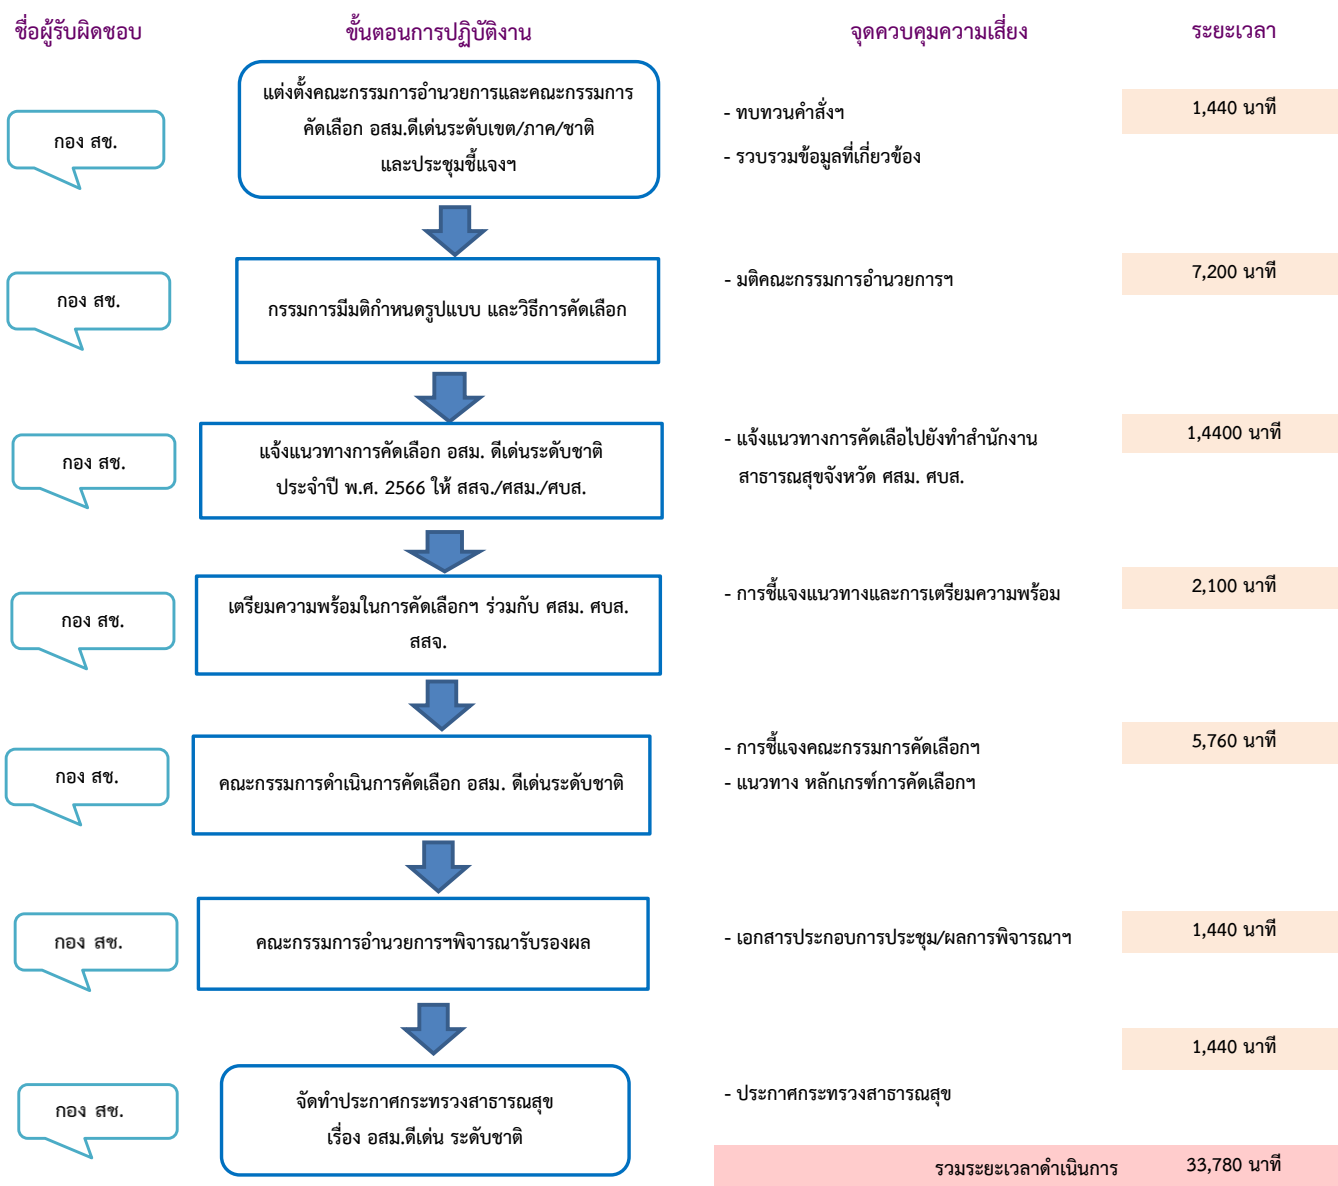 ชื่อผู้รับผิดชอบ
ขั้นตอนการปฏิบัติงาน
จุดควบคุมความเสี่ยง
ระยะเวลา
กอง สช.
แต่งตั้งคณะกรรมการอำนวยการและคณะกรรมการ
คัดเลือก อสม.ดีเด่นระดับเขต/ภาค/ชาติ
และประชุมชี้แจงฯ
- ทบทวนคำสั่งฯ
- รวบรวมข้อมูลที่เกี่ยวข้อง
1,440 นาที
กอง สช.
กรรมการมีมติกำหนดรูปแบบ และวิธีการคัดเลือก
- มติคณะกรรมการอำนวยการฯ
7,200 นาที
กอง สช.
แจ้งแนวทางการคัดเลือก อสม. ดีเด่นระดับชาติ
ประจำปี พ.ศ. 2566 ให้ สสจ./ศสม./ศบส.
- แจ้งแนวทางการคัดเลือไปยังทำสำนักงาน
สาธารณสุขจังหวัด ศสม. ศบส.
1,4400 นาที
กอง สช.
เตรียมความพร้อมในการคัดเลือกฯ ร่วมกับ ศสม. ศบส.
สสจ.
- การชี้แจงแนวทางและการเตรียมความพร้อม
2,100 นาที
กอง สช.
คณะกรรมการดำเนินการคัดเลือก อสม. ดีเด่นระดับชาติ
- การชี้แจงคณะกรรมการคัดเลือกฯ
- แนวทาง หลักเกรฑ์การคัดเลือกฯ
5,760 นาที
กอง สช.
คณะกรรมการอำนวยการฯพิจารณารับรองผล
- เอกสารประกอบการประชุม/ผลการพิจารณาฯ
1,440 นาที
กอง สช.
จัดทำประกาศกระทรวงสาธารณสุข
เรื่อง อสม.ดีเด่น ระดับชาติ
- ประกาศกระทรวงสาธารณสุข
1,440 นาที
รวมระยะเวลาดำเนินการ
33,780 นาที